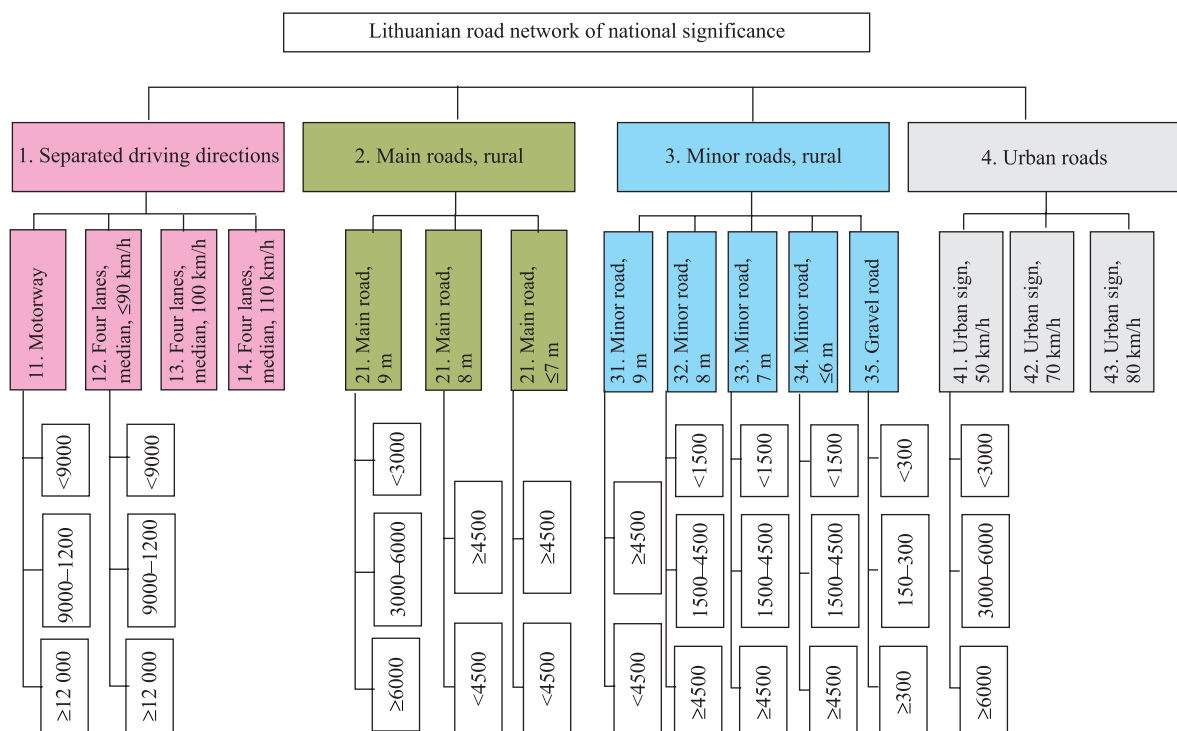 Lithuanian road network of national significance
1. Separated driving directions
2. Main roads, rural
3. Minor roads, rural
4. Urban roads
11. Motorway
12. Four lanes,
median, ≤90 km/h
13. Four lanes,
median, 100 km/h
14. Four lanes,
median, 110 km/h
21. Main road,
9 m
21. Main road,
8 m
21. Main road,
≤7 m
31. Minor road,
9 m
32. Minor road,
8 m
33. Minor road,
7 m
34. Minor road,
≤6 m
35. Gravel road
41. Urban sign,
50 km/h
42. Urban sign,
70 km/h
43. Urban sign,
80 km/h
<9000
<9000
<3000
<1500
<1500
<1500
<300
<3000
≥4500
≥4500
≥4500
9000–1200
9000–1200
3000–6000
1500–4500
1500–4500
1500–4500
150–300
3000–6000
≥12 000
≥12 000
≥6000
<4500
<4500
<4500
≥4500
≥4500
≥4500
≥300
≥6000